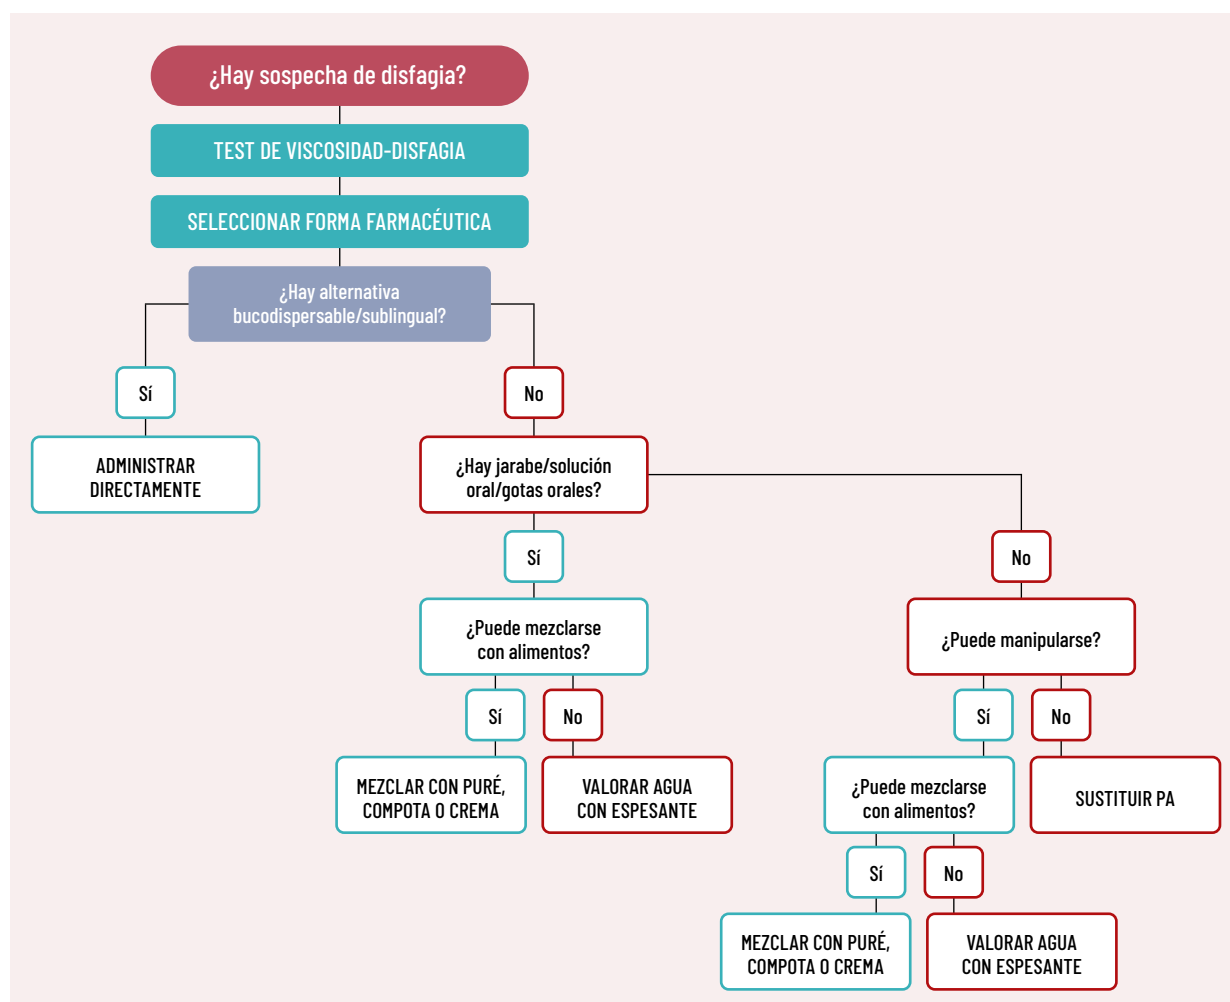 ¿Hay sospecha de disfagia?
TEST DE VISCOSIDAD-DISFAGIA
SELECCIONAR FORMA FARMACÉUTICA
¿Hay alternativa
bucodispersable/sublingual?
Sí
No
ADMINISTRAR
DIRECTAMENTE
¿Hay jarabe/solución
oral/gotas orales?
Sí
No
¿Puede mezclarse
con alimentos?
¿Puede manipularse?
Sí
No
Sí
No
MEZCLAR CON PURÉ,
COMPOTA O CREMA
VALORAR AGUA
CON ESPESANTE
¿Puede mezclarse
con alimentos?
SUSTITUIR PA
Sí
No
MEZCLAR CON PURÉ,
COMPOTA O CREMA
VALORAR AGUA
CON ESPESANTE